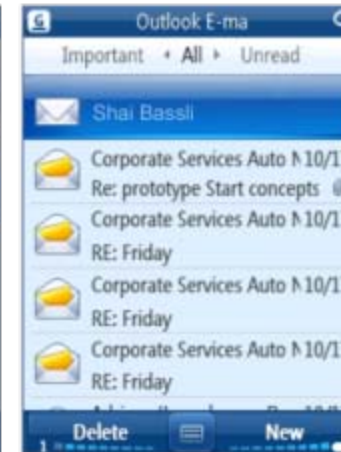 Outlook E-ma
Important All Unread
Shai Bassli
Corporate Services Auto N 10/1
Re: prototype Start concepts
Corporate Services Auto N 10/1
RE: Friday
Corporate Services Auto N 10/1
RE: Friday
Corporate Services Auto N 10/1
RE: Friday
Delete New
1